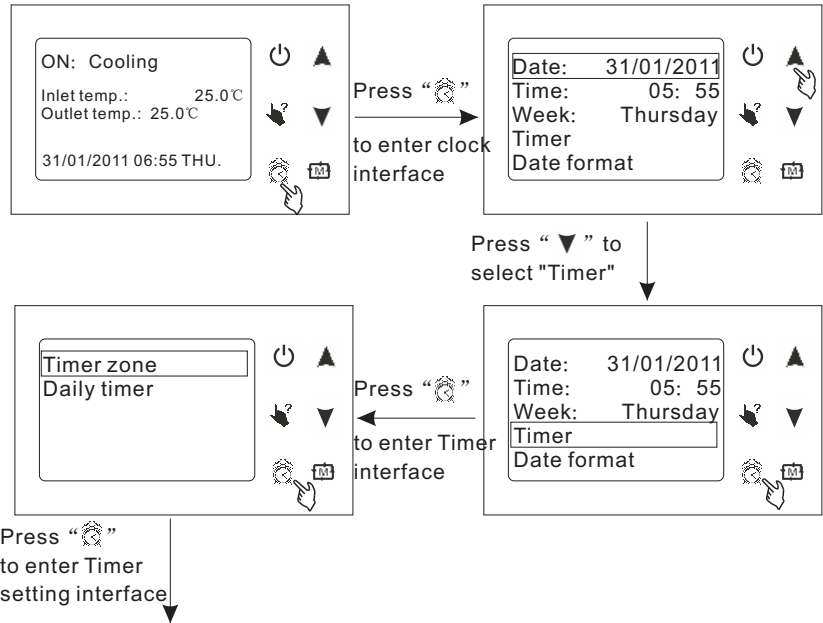 ON: Cooling
Inlet temp.: 25.0℃
Outlet temp.: 25.0℃
31/01/2011 06:55 THU.
?
M
Press “ ”
to enter clock
interface
Date: 31/01/2011
Time: 05: 55
Week: Thursday
Timer
Date format
?
M
Press “ ▼ ” to
select "Timer"
Date: 31/01/2011
Time: 05: 55
Week: Thursday
Timer
Date format
?
M
Press “ ”
to enter Timer
interface
Timer zone
Daily timer
?
M
Press “ ”
to enter Timer
setting interface